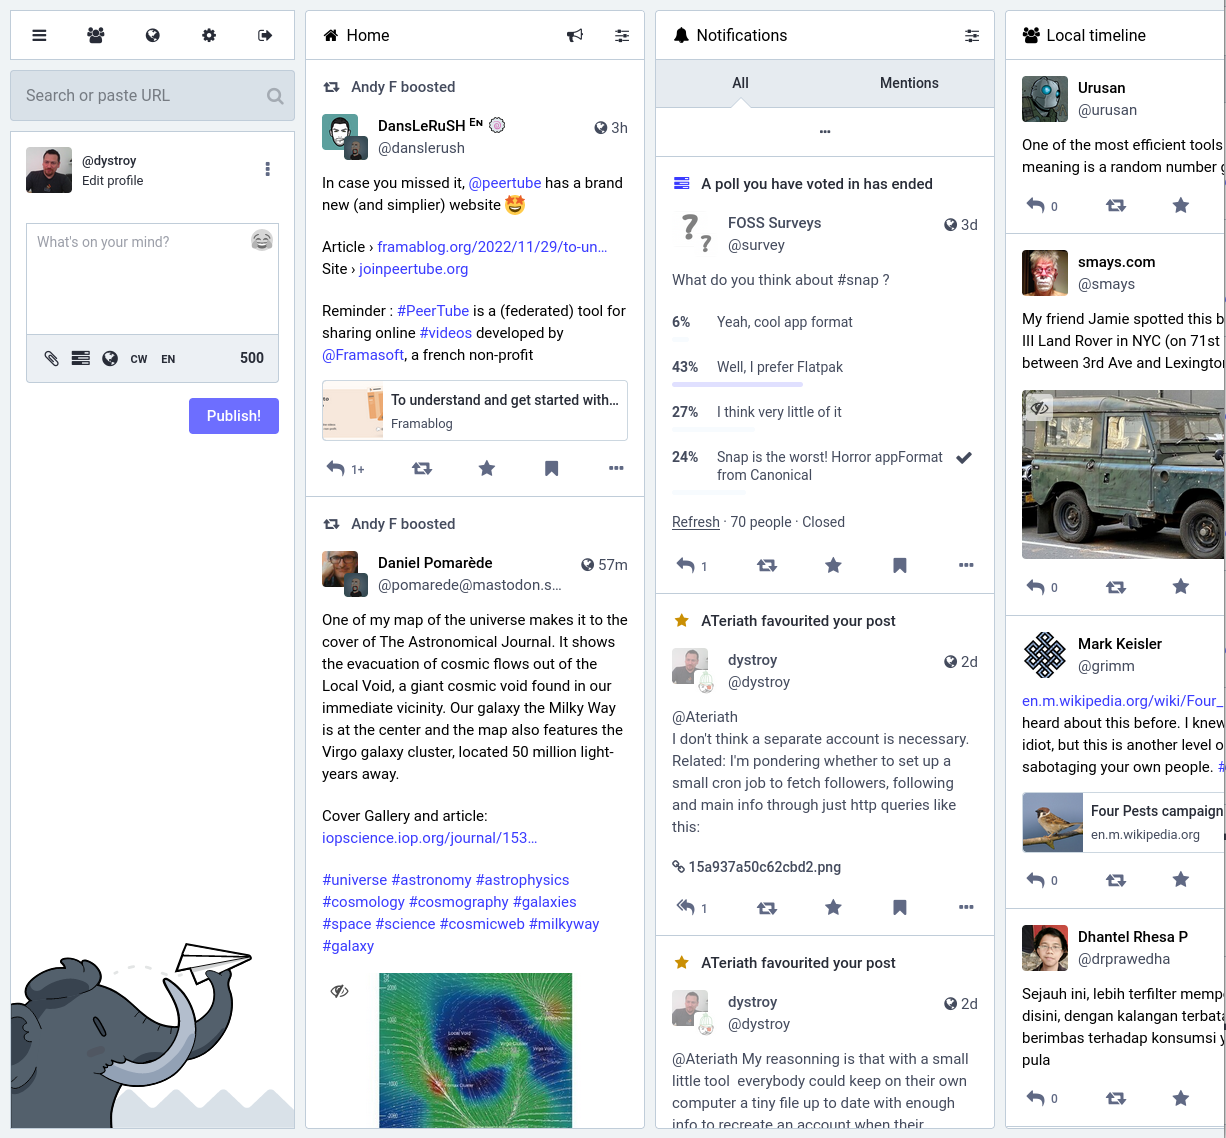 Search or paste URL
@dystroy
Edit profile
What's on your mind?
CW
EN
500
Publish!
Home
Andy F boosted
DansLeRuSH EN
3h
@danslerush
In case you missed it, @peertube has a brand
new (and simplier) website
Article › framablog.org/2022/11/29/to-un…
Site › joinpeertube.org
Reminder : #PeerTube is a (federated) tool for
sharing online #videos developed by
@Framasoft, a french non-profit
To understand and get started with…
Framablog
1+
Andy F boosted
Daniel Pomarède
57m
@pomarede@mastodon.s…
One of my map of the universe makes it to the
cover of The Astronomical Journal. It shows
the evacuation of cosmic flows out of the
Local Void, a giant cosmic void found in our
immediate vicinity. Our galaxy the Milky Way
is at the center and the map also features the
Virgo galaxy cluster, located 50 million light-
years away.
Cover Gallery and article:
iopscience.iop.org/journal/153…
#universe #astronomy #astrophysics
#cosmology #cosmography #galaxies
#space #science #cosmicweb #milkyway
#galaxy
Local Void
Notifications
All
Mentions
A poll you have voted in has ended
FOSS Surveys
3d
@survey
What do you think about #snap ?
6% Yeah, cool app format
43% Well, I prefer Flatpak
27% I think very little of it
24% Snap is the worst! Horror appFormat
from Canonical
Refresh · 70 people · Closed
1
ATeriath favourited your post
dystroy
2d
@dystroy
@Ateriath
I don't think a separate account is necessary.
Related: I'm pondering whether to set up a
small cron job to fetch followers, following
and main info through just http queries like
this:
15a937a50c62cbd2.png
1
ATeriath favourited your post
dystroy
2d
@dystroy
@Ateriath My reasonning is that with a small
little tool everybody could keep on their own
computer a tiny file up to date with enough
info to recreate an account when their
Local timeline
Urusan
@urusan
One of the most efficient tools
meaning is a random number g
0
smays.com
@smays
My friend Jamie spotted this b
III Land Rover in NYC (on 71st
between 3rd Ave and Lexington
0
Mark Keisler
@grimm
en.m.wikipedia.org/wiki/Four_
heard about this before. I knew
idiot, but this is another level o
sabotaging your own people. #
Four Pests campaign
en.m.wikipedia.org
0
Dhantel Rhesa P
@drprawedha
Sejauh ini, lebih terfilter mempe
disini, dengan kalangan terbata
berimbas terhadap konsumsi y
pula
0